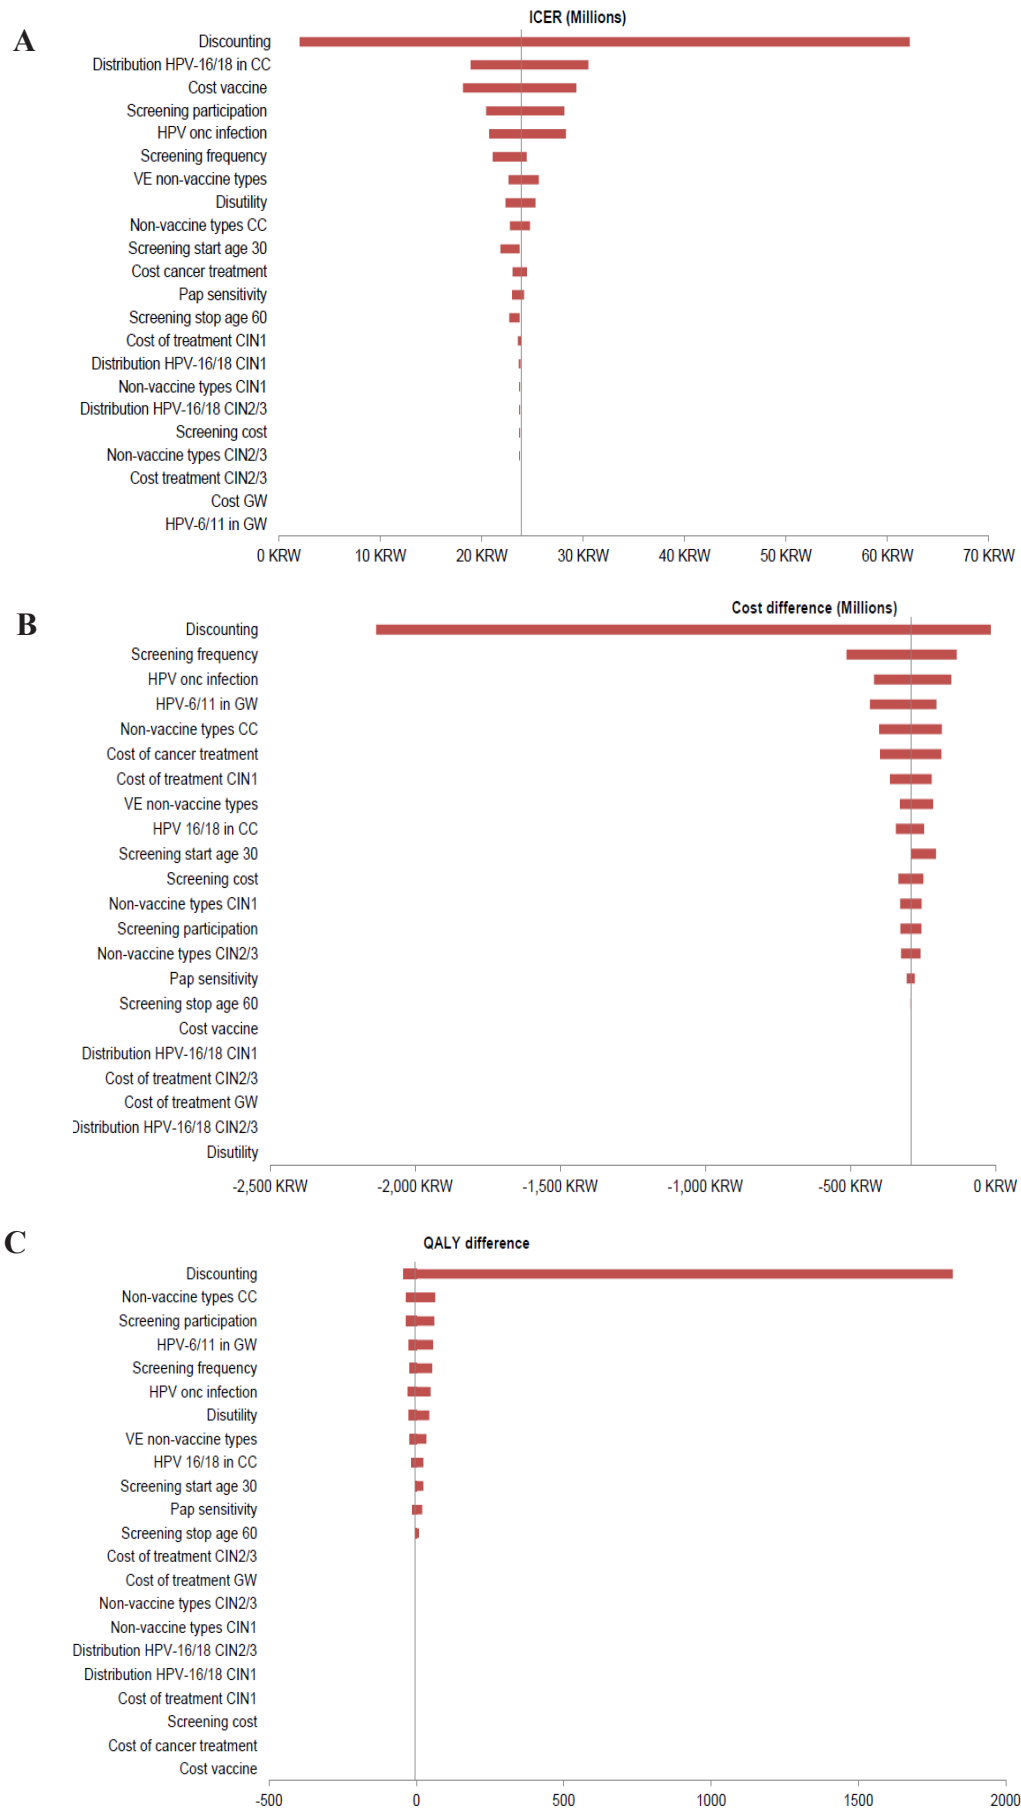 A
ICER (Millions)
Discounting
Distribution HPV-16/18 in CC
Cost vaccine
Screening participation
HPV onc infection
Screening frequency
VE non-vaccine types
Disutility
Non-vaccine types CC
Screening start age 30
Cost cancer treatment
Pap sensitivity
Screening stop age 60
Cost of treatment CIN1
Distribution HPV-16/18 CIN1
Non-vaccine types CIN1
Distribution HPV-16/18 CIN2/3
Screening cost
Non-vaccine types CIN2/3
Cost treatment CIN2/3
Cost GW
HPV-6/11 in GW
0 KRW 10 KRW 20 KRW 30 KRW 40 KRW 50 KRW 60 KRW 70 KRW
B
Cost difference (Millions)
Discounting
Screening frequency
HPV onc infection
HPV-6/11 in GW
Non-vaccine types CC
Cost of cancer treatment
Cost of treatment CIN1
VE non-vaccine types
HPV 16/18 in CC
Screening start age 30
Screening cost
Non-vaccine types CIN1
Screening participation
Non-vaccine types CIN2/3
Pap sensitivity
Screening stop age 60
Cost vaccine
Distribution HPV-16/18 CIN1
Cost of treatment CIN2/3
Cost of treatment GW
Distribution HPV-16/18 CIN2/3
Disutility
-2,500 KRW -2,000 KRW -1,500 KRW -1,000 KRW -500 KRW 0 KRW
C
QALY difference
Discounting
Non-vaccine types CC
Screening participation
HPV-6/11 in GW
Screening frequency
HPV onc infection
Disutility
VE non-vaccine types
HPV 16/18 in CC
Screening start age 30
Pap sensitivity
Screening stop age 60
Cost of treatment CIN2/3
Cost of treatment GW
Non-vaccine types CIN2/3
Non-vaccine types CIN1
Distribution HPV-16/18 CIN2/3
Distribution HPV-16/18 CIN1
Cost of treatment CIN1
Screening cost
Cost of cancer treatment
Cost vaccine
-500 0 500 1000 1500 2000